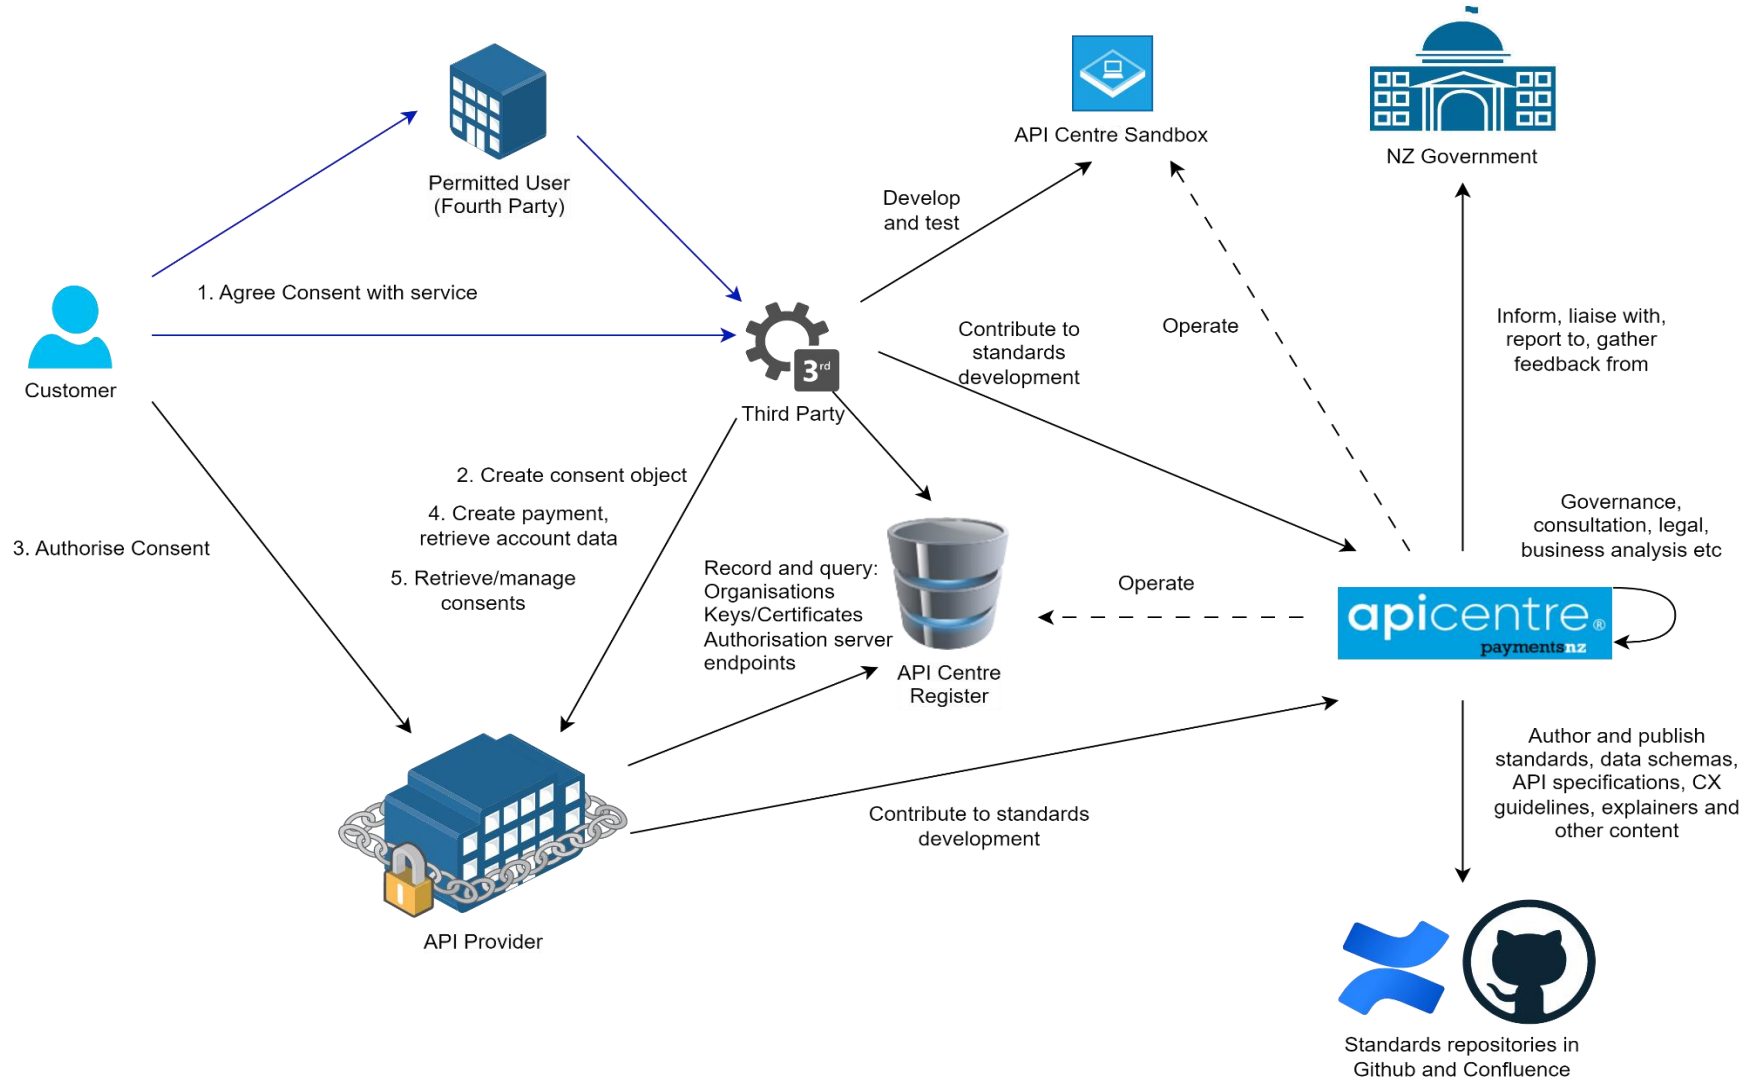 API Centre Sandbox
NZ Government
Permitted User
(Fourth Party)
Develop
and test
1. Agree Consent with service
Customer
3rd
Third Party
Contribute to
standards
development
Operate
Inform, liaise with,
report to, gather
feedback from
2. Create consent object
4. Create payment,
retrieve account data
5. Retrieve/manage
consents
3. Authorise Consent
Record and query:
Organisations
Keys/Certificates
Authorisation server
endpoints
API Centre
Register
Operate
Governance,
consultation, legal,
business analysis etc
apicentre®
paymentsnz
Author and publish
standards, data schemas,
API specifications, CX
guidelines, explainers and
other content
Contribute to standards
development
API Provider
Standards repositories in
Github and Confluence